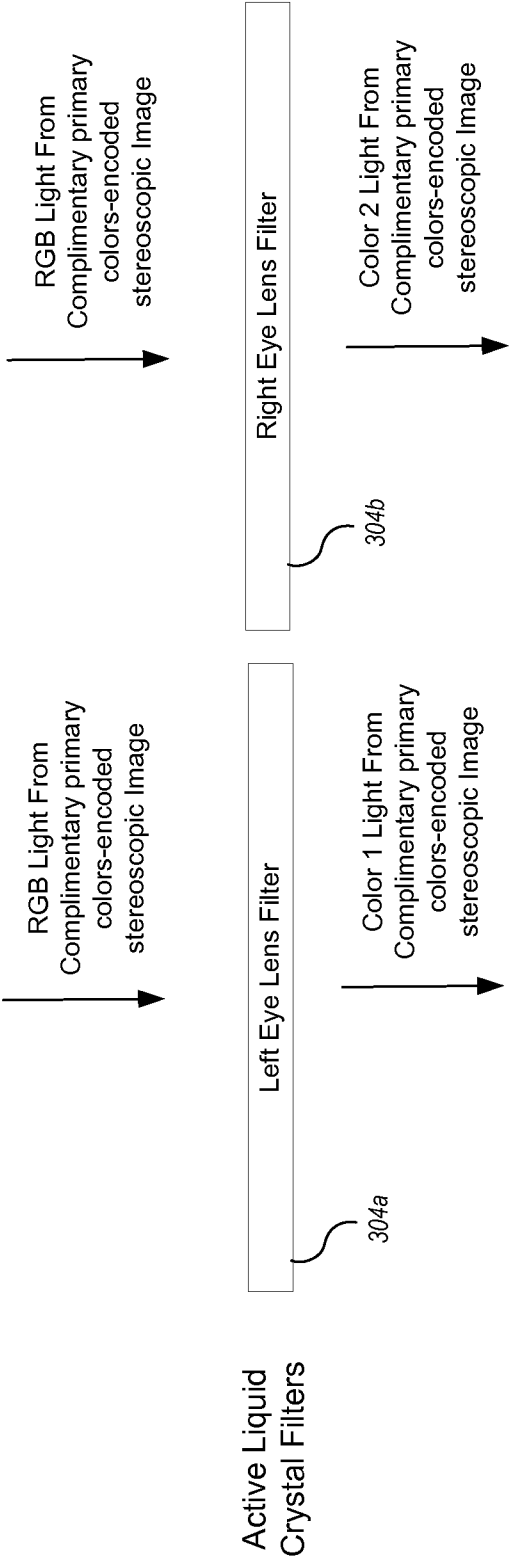 RGB Light From
Complimentary primary
colors-encoded
stereoscopic Image
RGB Light From
Complimentary primary
colors-encoded
stereoscopic Image
Active Liquid
Crystal Filters
Left Eye Lens Filter
Right Eye Lens Filter
304a
304b
Color 1 Light From
Complimentary primary
colors-encoded
stereoscopic Image
Color 2 Light From
Complimentary primary
colors-encoded
stereoscopic Image